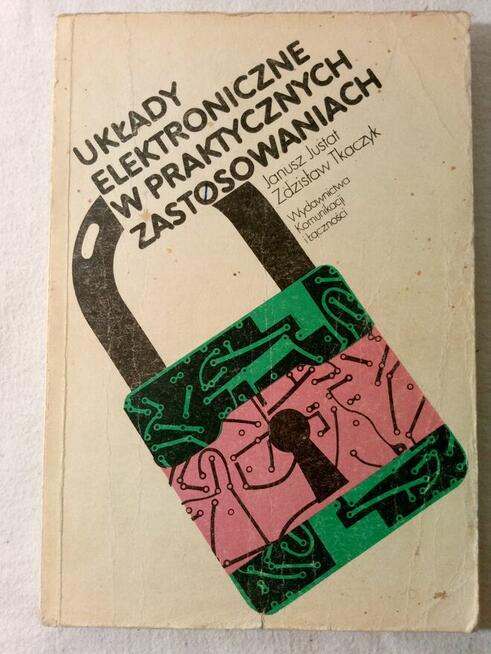 UKŁADY
ELEKTRONICZNE
W PRAKTYCZNYCH
ZASTOSOWANIACH
Janusz Justat
Zdzisław Tkaczyk
Wydawnictwa
Komunikacji
i Łączności